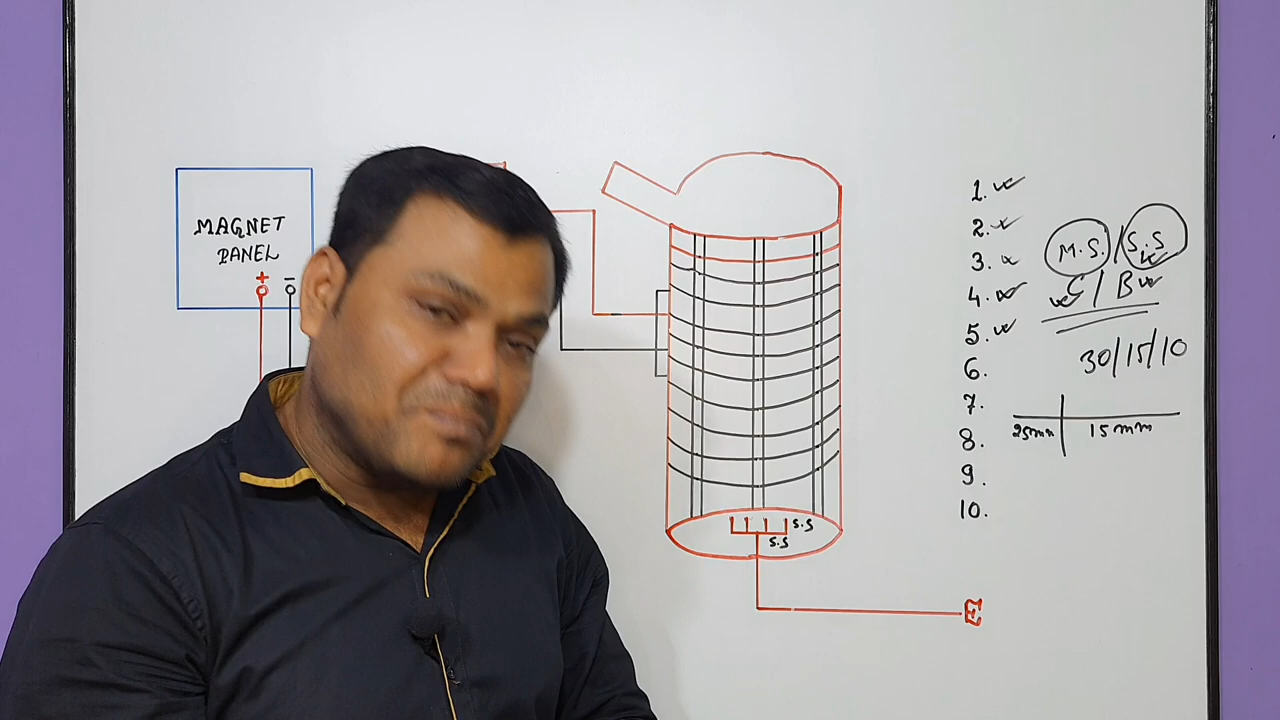 MAGNET
PANEL
+ -
1. ✓
2. ✓
3. ✓
4. ✓
5. ✓
6.
7.
8.
9.
10.
M.S. / S.S
C / B
30/15/10
25mm 15mm
S.S
S.S
E